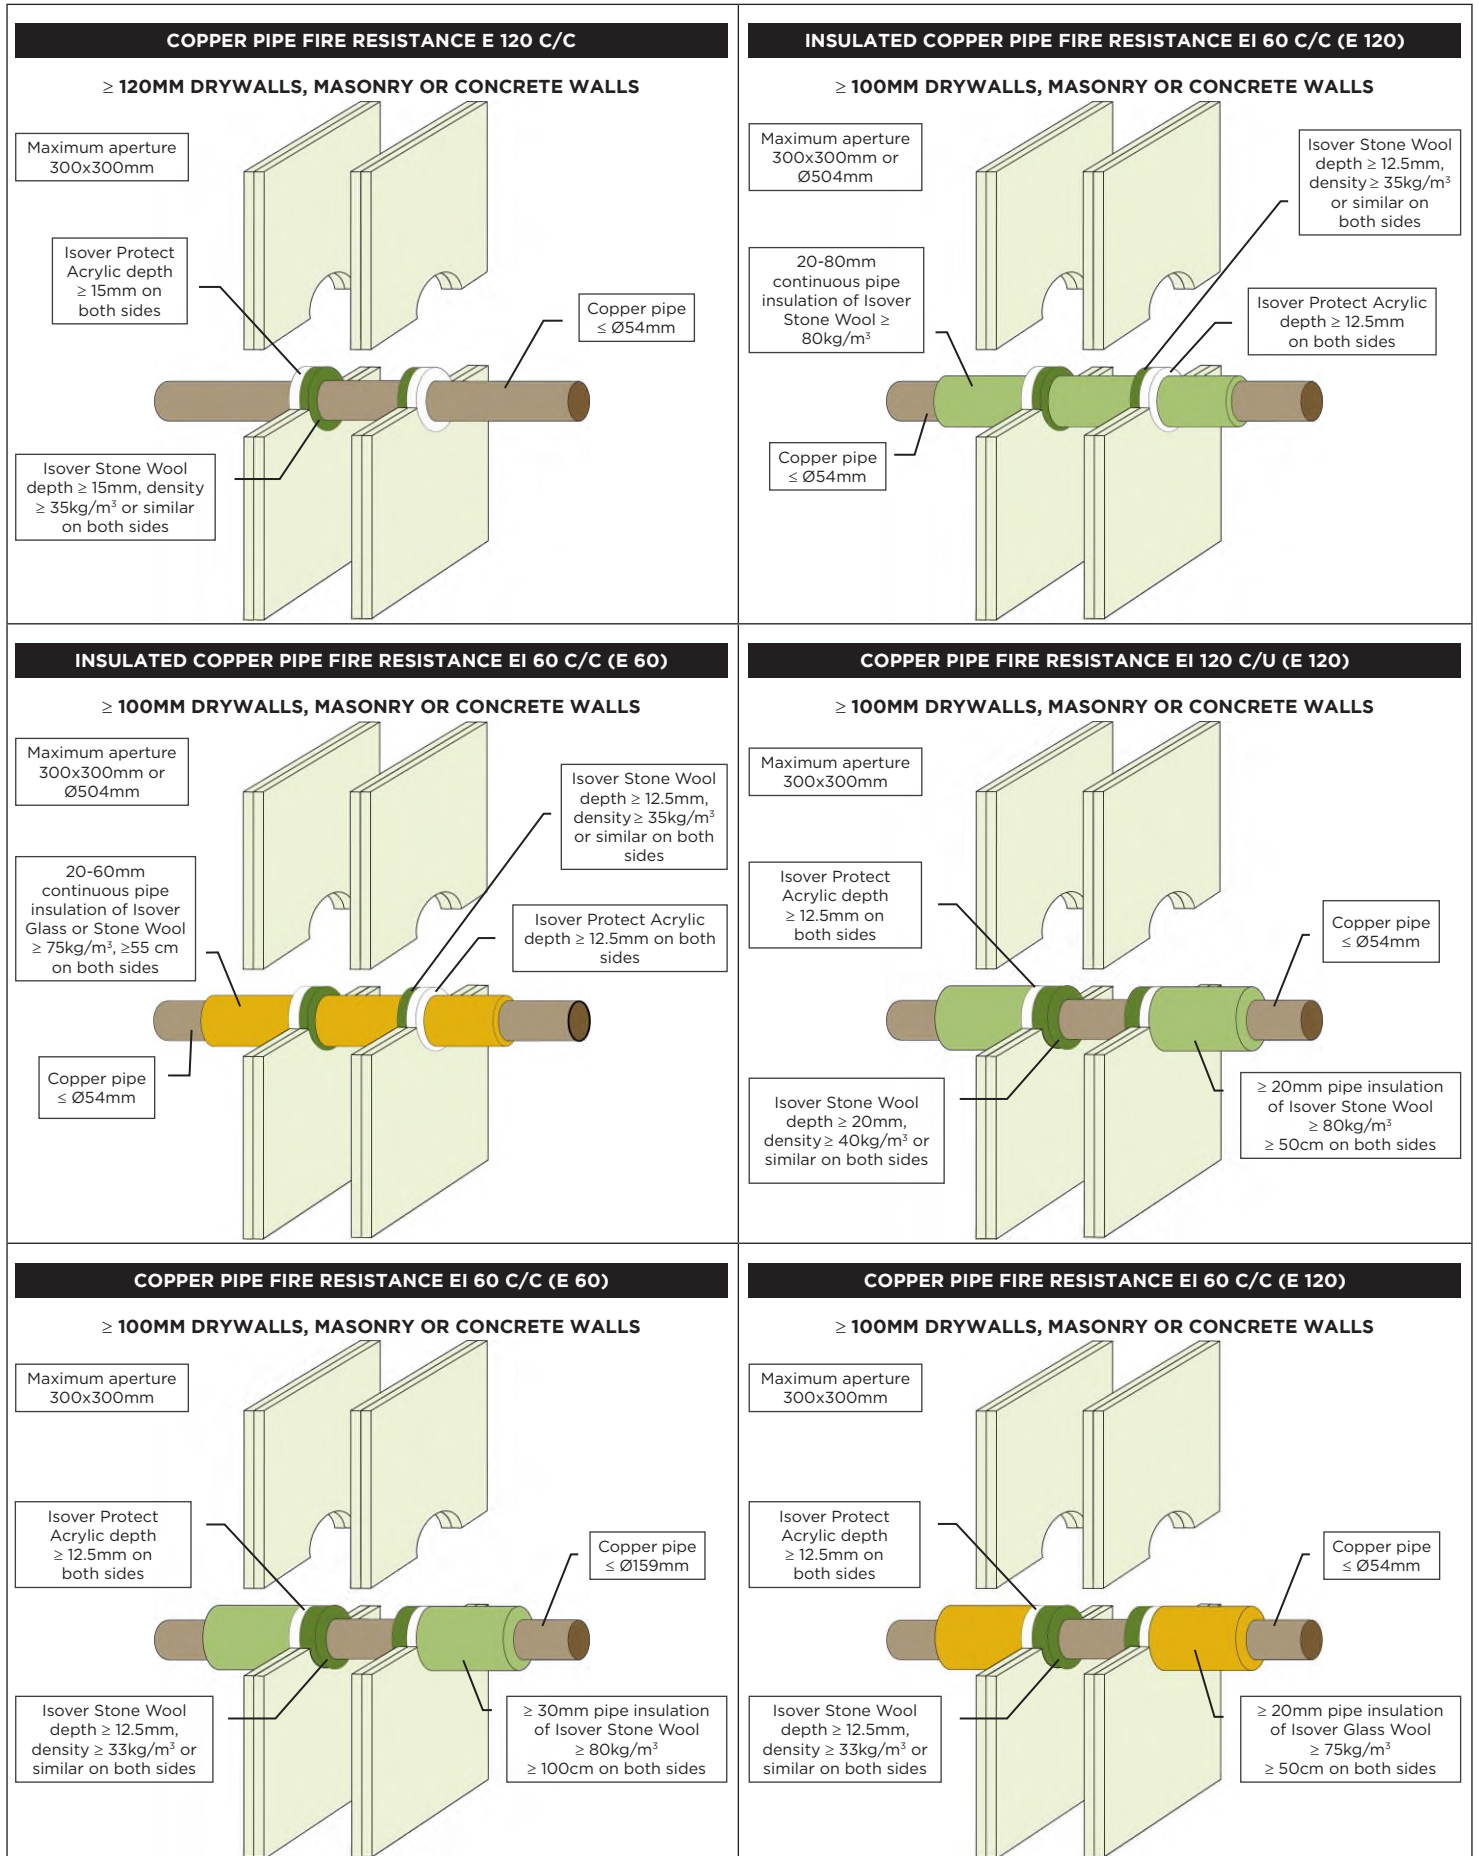 COPPER PIPE FIRE RESISTANCE E 120 C/C
≥ 120MM DRYWALLS, MASONRY OR CONCRETE WALLS
Maximum aperture
300x300mm
Isover Protect
Acrylic depth
≥ 15mm on
both sides
Copper pipe
≤ Ø54mm
Isover Stone Wool
depth ≥ 15mm, density
≥ 35kg/m³ or similar
on both sides
INSULATED COPPER PIPE FIRE RESISTANCE EI 60 C/C (E 120)
≥ 100MM DRYWALLS, MASONRY OR CONCRETE WALLS
Maximum aperture
300x300mm or
Ø504mm
Isover Stone Wool
depth ≥ 12.5mm,
density ≥ 35kg/m³
or similar on
both sides
20-80mm
continuous pipe
insulation of Isover
Stone Wool ≥
80kg/m³
Isover Protect Acrylic
depth ≥ 12.5mm
on both sides
Copper pipe
≤ Ø54mm
INSULATED COPPER PIPE FIRE RESISTANCE EI 60 C/C (E 60)
≥ 100MM DRYWALLS, MASONRY OR CONCRETE WALLS
Maximum aperture
300x300mm or
Ø504mm
Isover Stone Wool
depth ≥ 12.5mm,
density ≥ 35kg/m³
or similar on both
sides
20-60mm
continuous pipe
insulation of Isover
Glass or Stone Wool
≥ 75kg/m³, ≥55 cm
on both sides
Isover Protect Acrylic
depth ≥ 12.5mm on both
sides
Copper pipe
≤ Ø54mm
COPPER PIPE FIRE RESISTANCE EI 120 C/U (E 120)
≥ 100MM DRYWALLS, MASONRY OR CONCRETE WALLS
Maximum aperture
300x300mm
Isover Protect
Acrylic depth
≥ 12.5mm on
both sides
Copper pipe
≤ Ø54mm
Isover Stone Wool
depth ≥ 20mm,
density ≥ 40kg/m³ or
similar on both sides
≥ 20mm pipe insulation
of Isover Stone Wool
≥ 80kg/m³
≥ 50cm on both sides
COPPER PIPE FIRE RESISTANCE EI 60 C/C (E 60)
≥ 100MM DRYWALLS, MASONRY OR CONCRETE WALLS
Maximum aperture
300x300mm
Isover Protect
Acrylic depth
≥ 12.5mm on
both sides
Copper pipe
≤ Ø159mm
Isover Stone Wool
depth ≥ 12.5mm,
density ≥ 33kg/m³ or
similar on both sides
≥ 30mm pipe insulation
of Isover Stone Wool
≥ 80kg/m³
≥ 100cm on both sides
COPPER PIPE FIRE RESISTANCE EI 60 C/C (E 120)
≥ 100MM DRYWALLS, MASONRY OR CONCRETE WALLS
Maximum aperture
300x300mm
Isover Protect
Acrylic depth
≥ 12.5mm on
both sides
Copper pipe
≤ Ø54mm
Isover Stone Wool
depth ≥ 12.5mm,
density ≥ 33kg/m³ or
similar on both sides
≥ 20mm pipe insulation
of Isover Glass Wool
≥ 75kg/m³
≥ 50cm on both sides